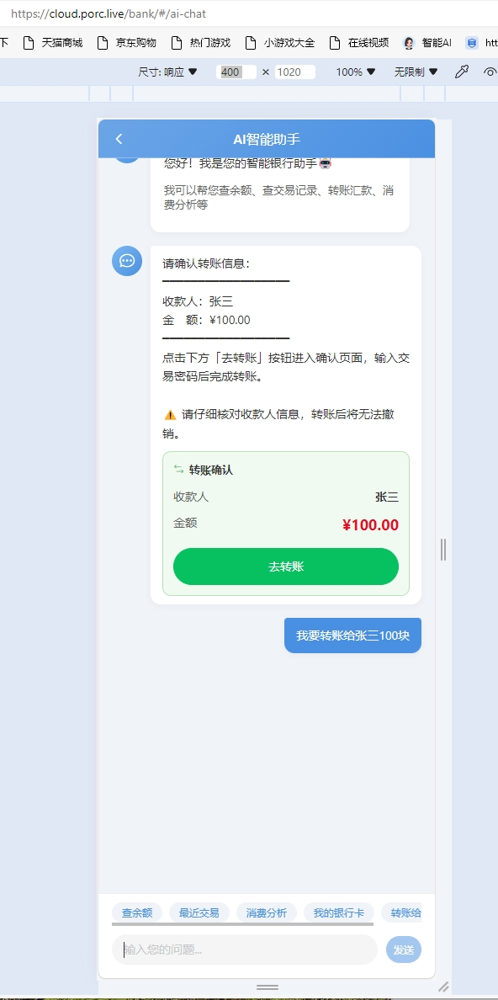 https://cloud.porc.live/bank/#/ai-chat
下 天猫商城 京东购物 热门游戏 小游戏大全 在线视频 智能AI htt
尺寸: 响应 ▼ 400 × 1020 100% ▼ 无限制 ▼
AI智能助手
您好！我是您的智能银行助手
我可以帮您查余额、查交易记录、转账汇款、消
费分析等
请确认转账信息：
收款人：张三
金　额：¥100.00
点击下方「去转账」按钮进入确认页面，输入交
易密码后完成转账。
⚠️ 请仔细核对收款人信息，转账后将无法撤
销。
转账确认
收款人 张三
金额 ¥100.00
去转账
我要转账给张三100块
查余额 最近交易 消费分析 我的银行卡 转账给
输入您的问题... 发送